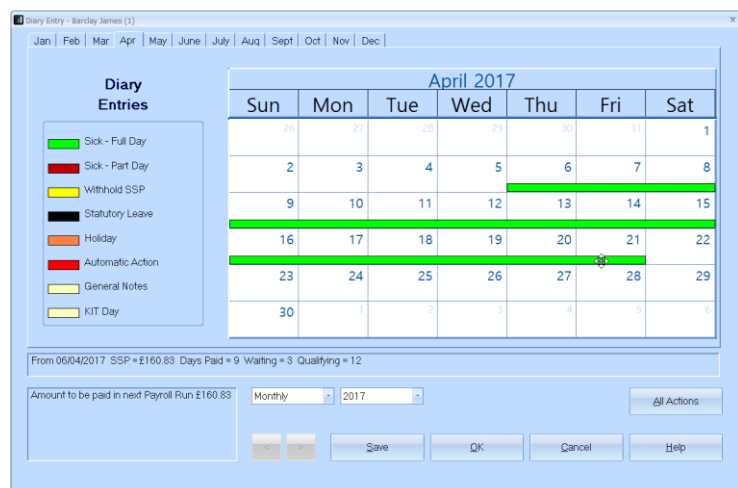 Diary Entry - Barclay James (1)
x
Jan Feb Mar Apr May June July Aug Sept Oct Nov Dec
Diary
Entries
Sick - Full Day
Sick - Part Day
Withhold SSP
Statutory Leave
Holiday
Automatic Action
General Notes
KIT Day
April 2017
Sun Mon Tue Wed Thu Fri Sat
26 27 28 29 30 31 1
2 3 4 5 6 7 8
9 10 11 12 13 14 15
16 17 18 19 20 21 22
23 24 25 26 27 28 29
30 1 2 3 4 5 6
From 06/04/2017 SSP = £160.83 Days Paid = 9 Waiting = 3 Qualifying = 12
Amount to be paid in next Payroll Run £160.83
Monthly 2017
All Actions
< > Save OK Cancel Help